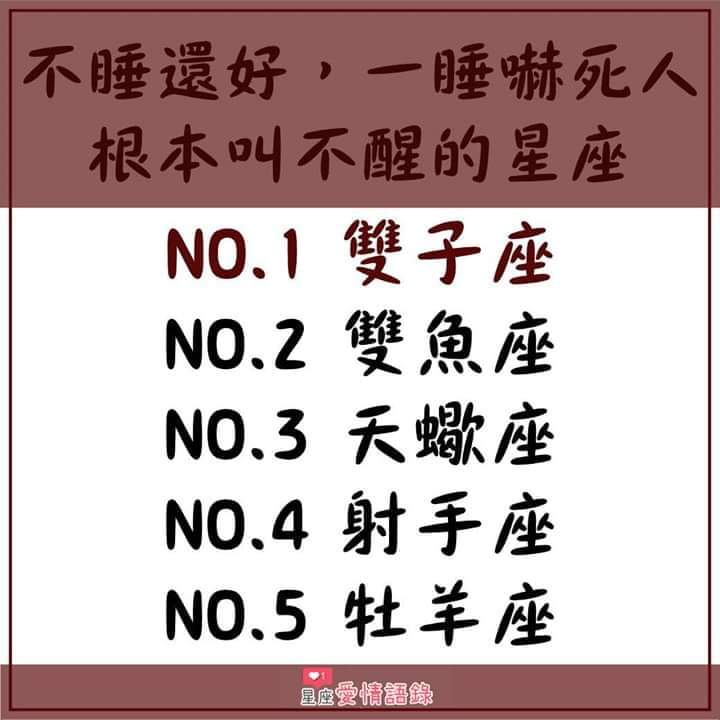 不睡還好，一睡嚇死人
根本叫不醒的星座
NO.1 雙子座
NO.2 雙魚座
NO.3 天蠍座
NO.4 射手座
NO.5 牡羊座
1
星座愛情語錄